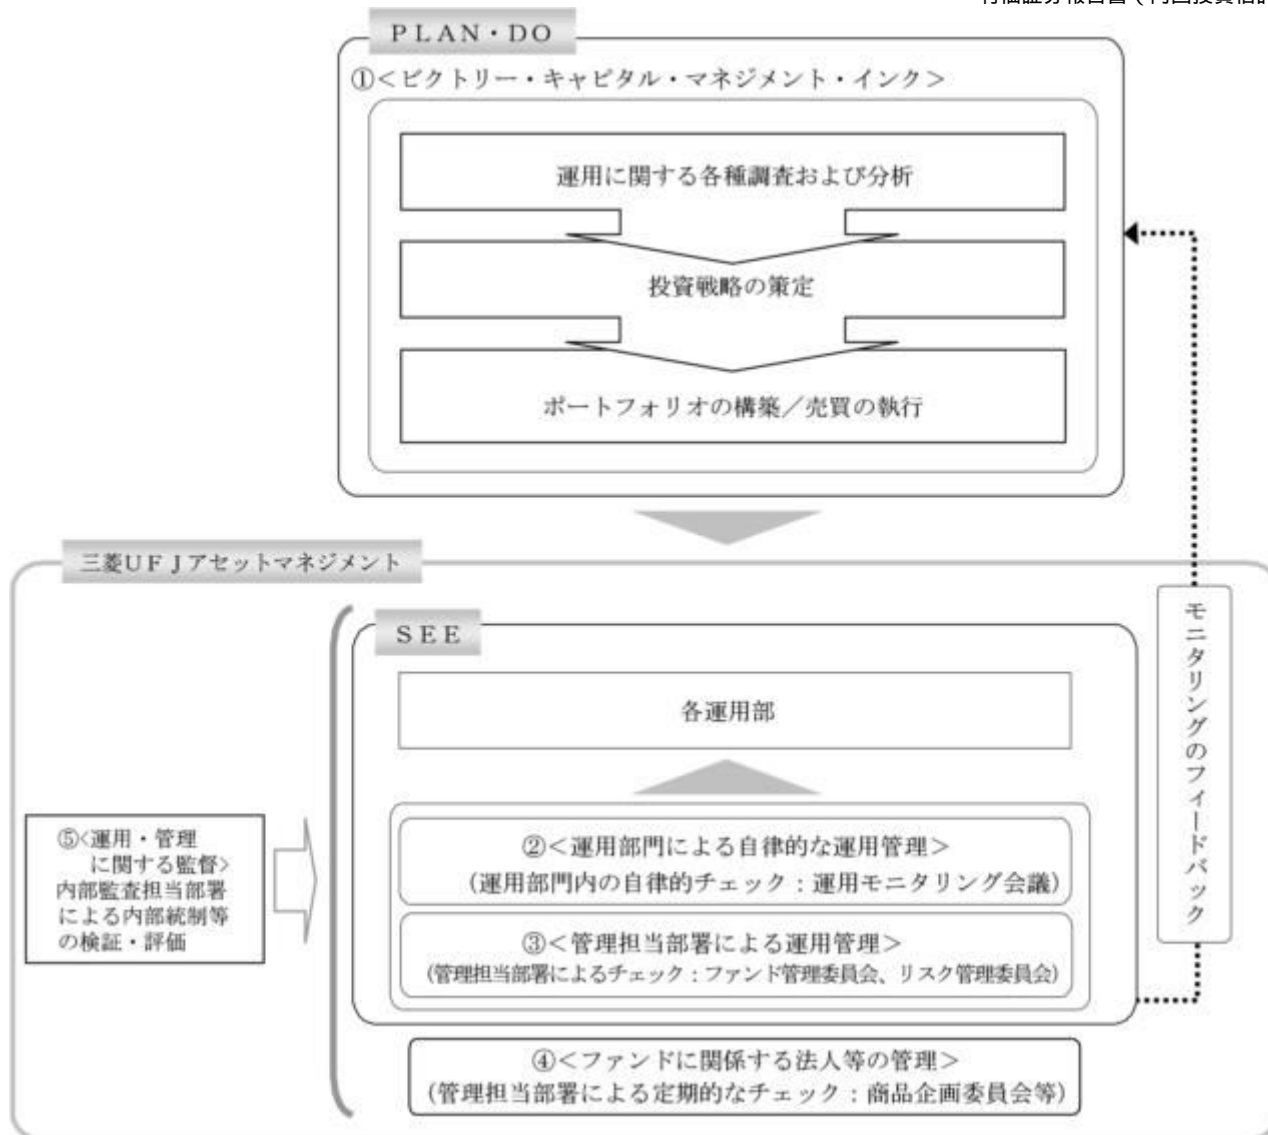 PLAN・DO
①<ビクトリー・キャピタル・マネジメント・インク>
運用に関する各種調査および分析
投資戦略の策定
ポートフォリオの構築／売買の執行
三菱UFJアセットマネジメント
SEE
各運用部
②<運用部門による自律的な運用管理>
(運用部門内の自律的チェック：運用モニタリング会議)
③<管理担当部署による運用管理>
(管理担当部署によるチェック：ファンド管理委員会、リスク管理委員会)
④<ファンドに関係する法人等の管理>
(管理担当部署による定期的なチェック：商品企画委員会等)
⑤<運用・管理
に関する監督>
内部監査担当部署
による内部統制等
の検証・評価
モニタリングのフィードバック